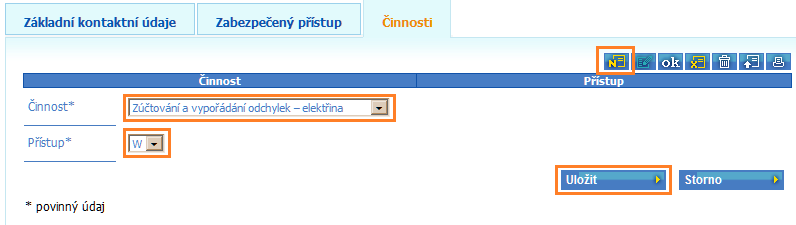 Základní kontaktní údaje Zabezpečený přístup Činnosti
N ok x
Činnost Přístup
Činnost* Zúčtování a vypořádání odchylek – elektřina
Přístup* W
Uložit Storno
* povinný údaj